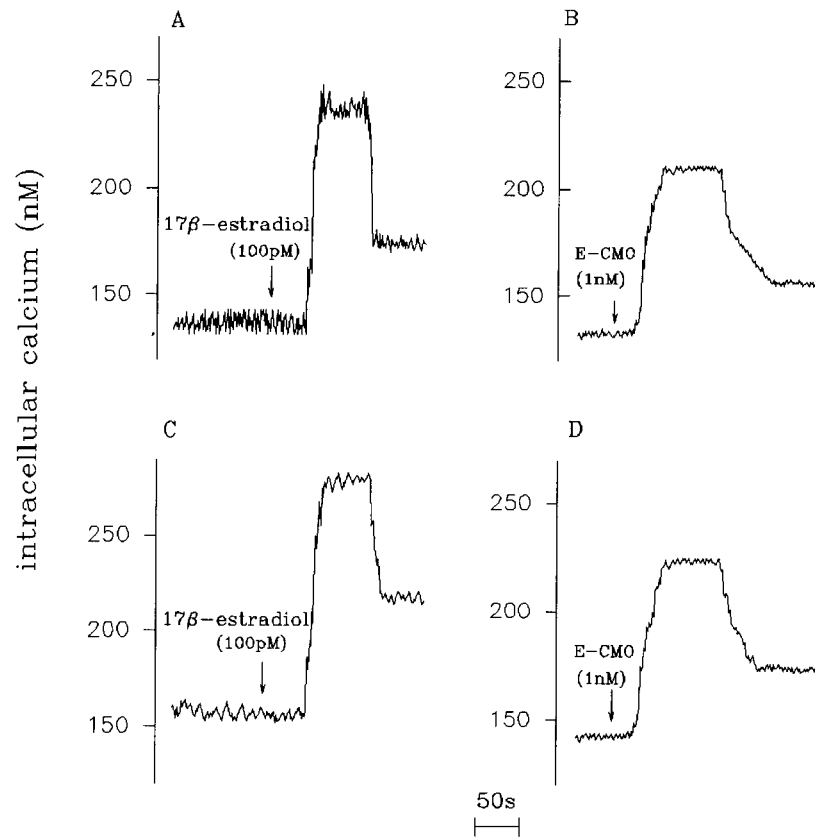 A
B
250
200
150
17β-estradiol
(100pM)
250
200
150
E-CMO
(1nM)
intracellular calcium (nM)
C
D
250
200
150
17β-estradiol
(100pM)
250
200
150
E-CMO
(1nM)
50s